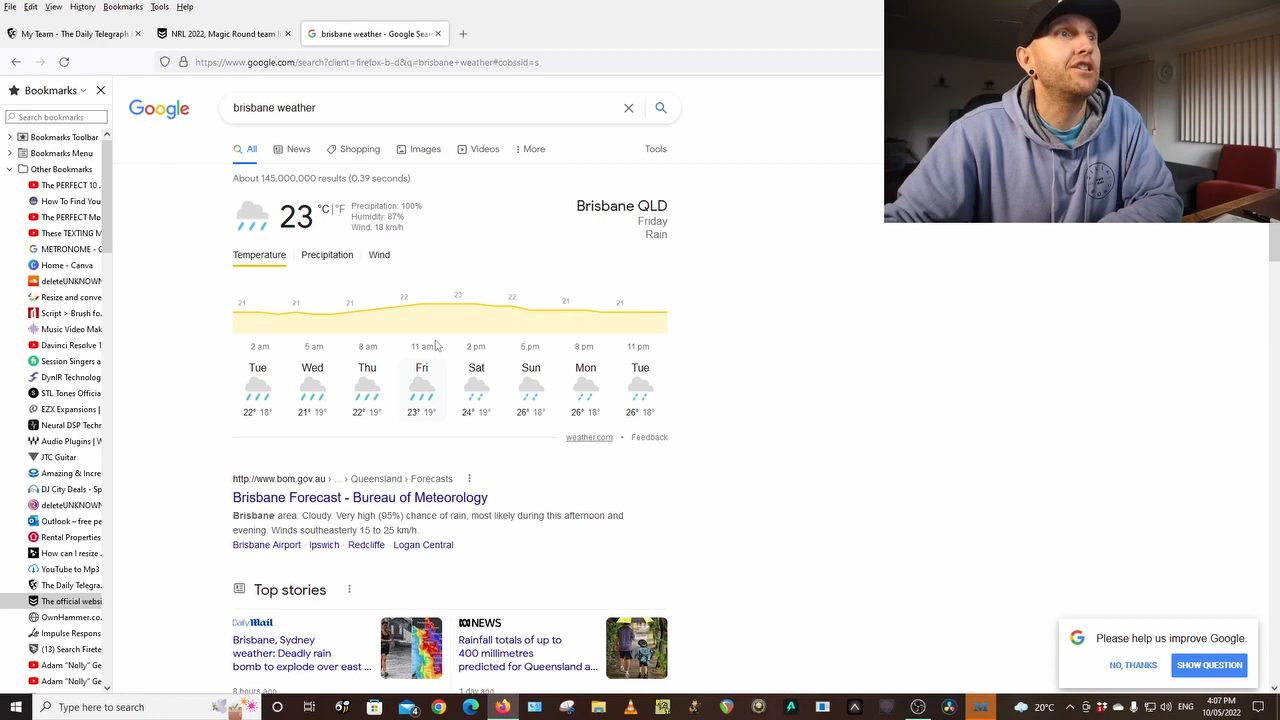 File Edit View History Bookmarks Tools Help
My Team - The Daily Telegraph
NRL 2022, Magic Round team li
brisbane weather - Google Sear
https://www.google.com/search?client=firefox-b-d&q=brisbane+weather#cobssid=s
Bookmarks
Search bookmarks
Bookmarks Toolbar
Bookmarks Menu
Other Bookmarks
The PERFECT 10 ...
How To Find You
The PERFECT Mo
These TEXTING M
METRONOME - G
Home - Canva
deleteUNKNOWN
Resize and conve
Script > Brush fo
Music Video Mak
Davinci Resolve 1
Session Singers a
DynIR Technolog
STL Tones Officia
EZX Expansions |
Neural DSP Techn
Audio Plugins | W
JTC Guitar
Amazing & Incre
DJ City Deals - Sp
deleteUNKNOWN
Outlook – free pe
Rental Properties
How can I resize ..
YouTube to Mp3
The Daily Telegra
The official websi
OwnHammer.co..
Impulse Respons
(13) Search Firete
Adam "Nolly" Ge
Adam "Nolly" Ge
Google
brisbane weather
All News Shopping Images Videos More Tools
About 145,000,000 results (0.39 seconds)
23 °C|°F
Precipitation: 100%
Humidity: 87%
Wind: 18 km/h
Brisbane QLD
Friday
Rain
Temperature Precipitation Wind
21 21 21 22 23 22 21 21
2 am 5 am 8 am 11 am 2 pm 5 pm 8 pm 11 pm
Tue Wed Thu Fri Sat Sun Mon Tue
22° 18° 21° 19° 22° 19° 23° 19° 24° 19° 26° 18° 26° 18° 26° 18°
weather.com • Feedback
http://www.bom.gov.au › ... › Queensland › Forecasts
Brisbane Forecast - Bureau of Meteorology
Brisbane area. Cloudy. Very high (95%) chance of rain, most likely during this afternoon and
evening. Winds southeasterly 15 to 25 km/h.
Brisbane Airport · Ipswich · Redcliffe · Logan Central
Top stories
Daily Mail
Brisbane, Sydney
weather: Deadly rain
bomb to explode over east ...
8 hours ago
NEWS
Rainfall totals of up to
400 millimetres
predicted for Queensland a...
1 day ago
Please help us improve Google.
NO, THANKS SHOW QUESTION
Type here to search
20°C
ENG
4:07 PM
10/05/2022